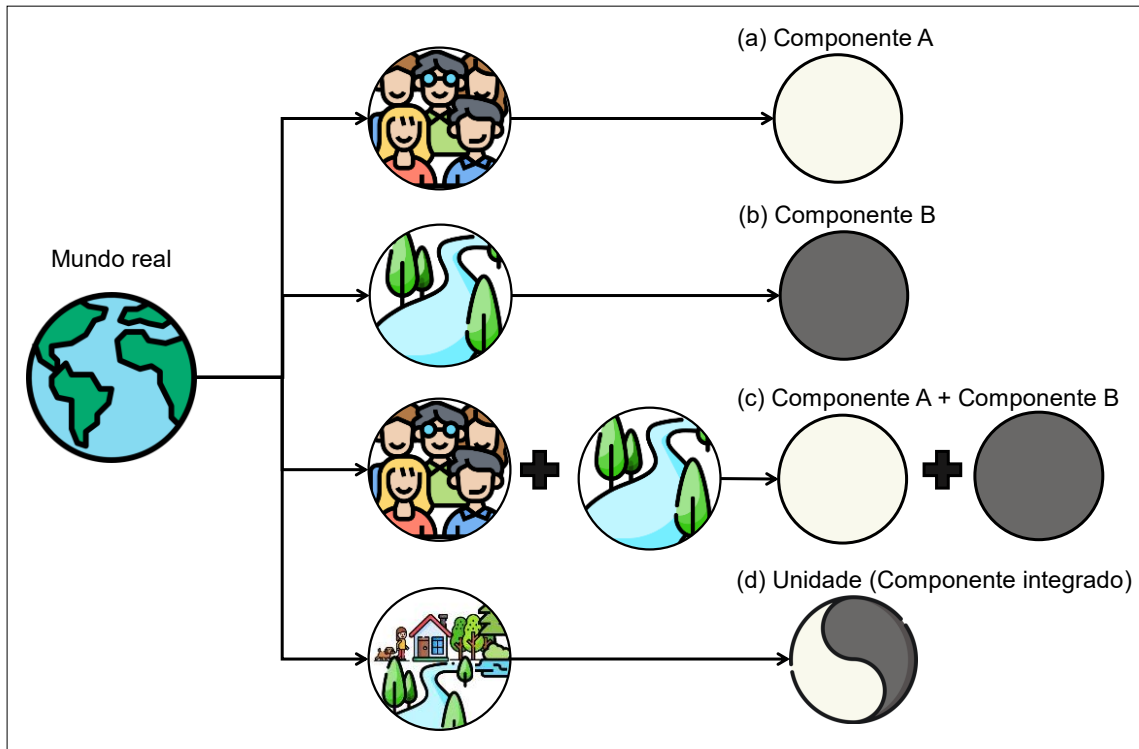 (a) Componente A
(b) Componente B
Mundo real
(c) Componente A + Componente B
(d) Unidade (Componente integrado)